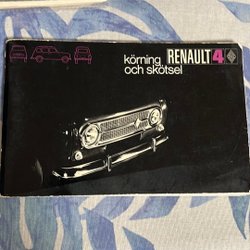 RENAULT 4
körning
och skötsel